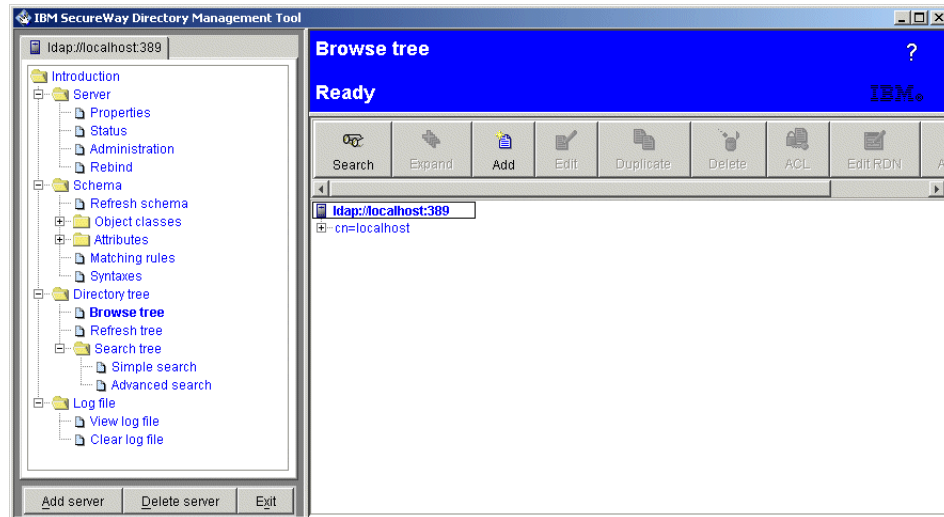 IBM SecureWay Directory Management Tool
ldap://localhost:389
Introduction
Server
Properties
Status
Administration
Rebind
Schema
Refresh schema
Object classes
Attributes
Matching rules
Syntaxes
Directory tree
Browse tree
Refresh tree
Search tree
Simple search
Advanced search
Log file
View log file
Clear log file
Add server Delete server Exit
Browse tree ?
Ready IBM
Search Expand Add Edit Duplicate Delete ACL Edit RDN A
ldap://localhost:389
cn=localhost